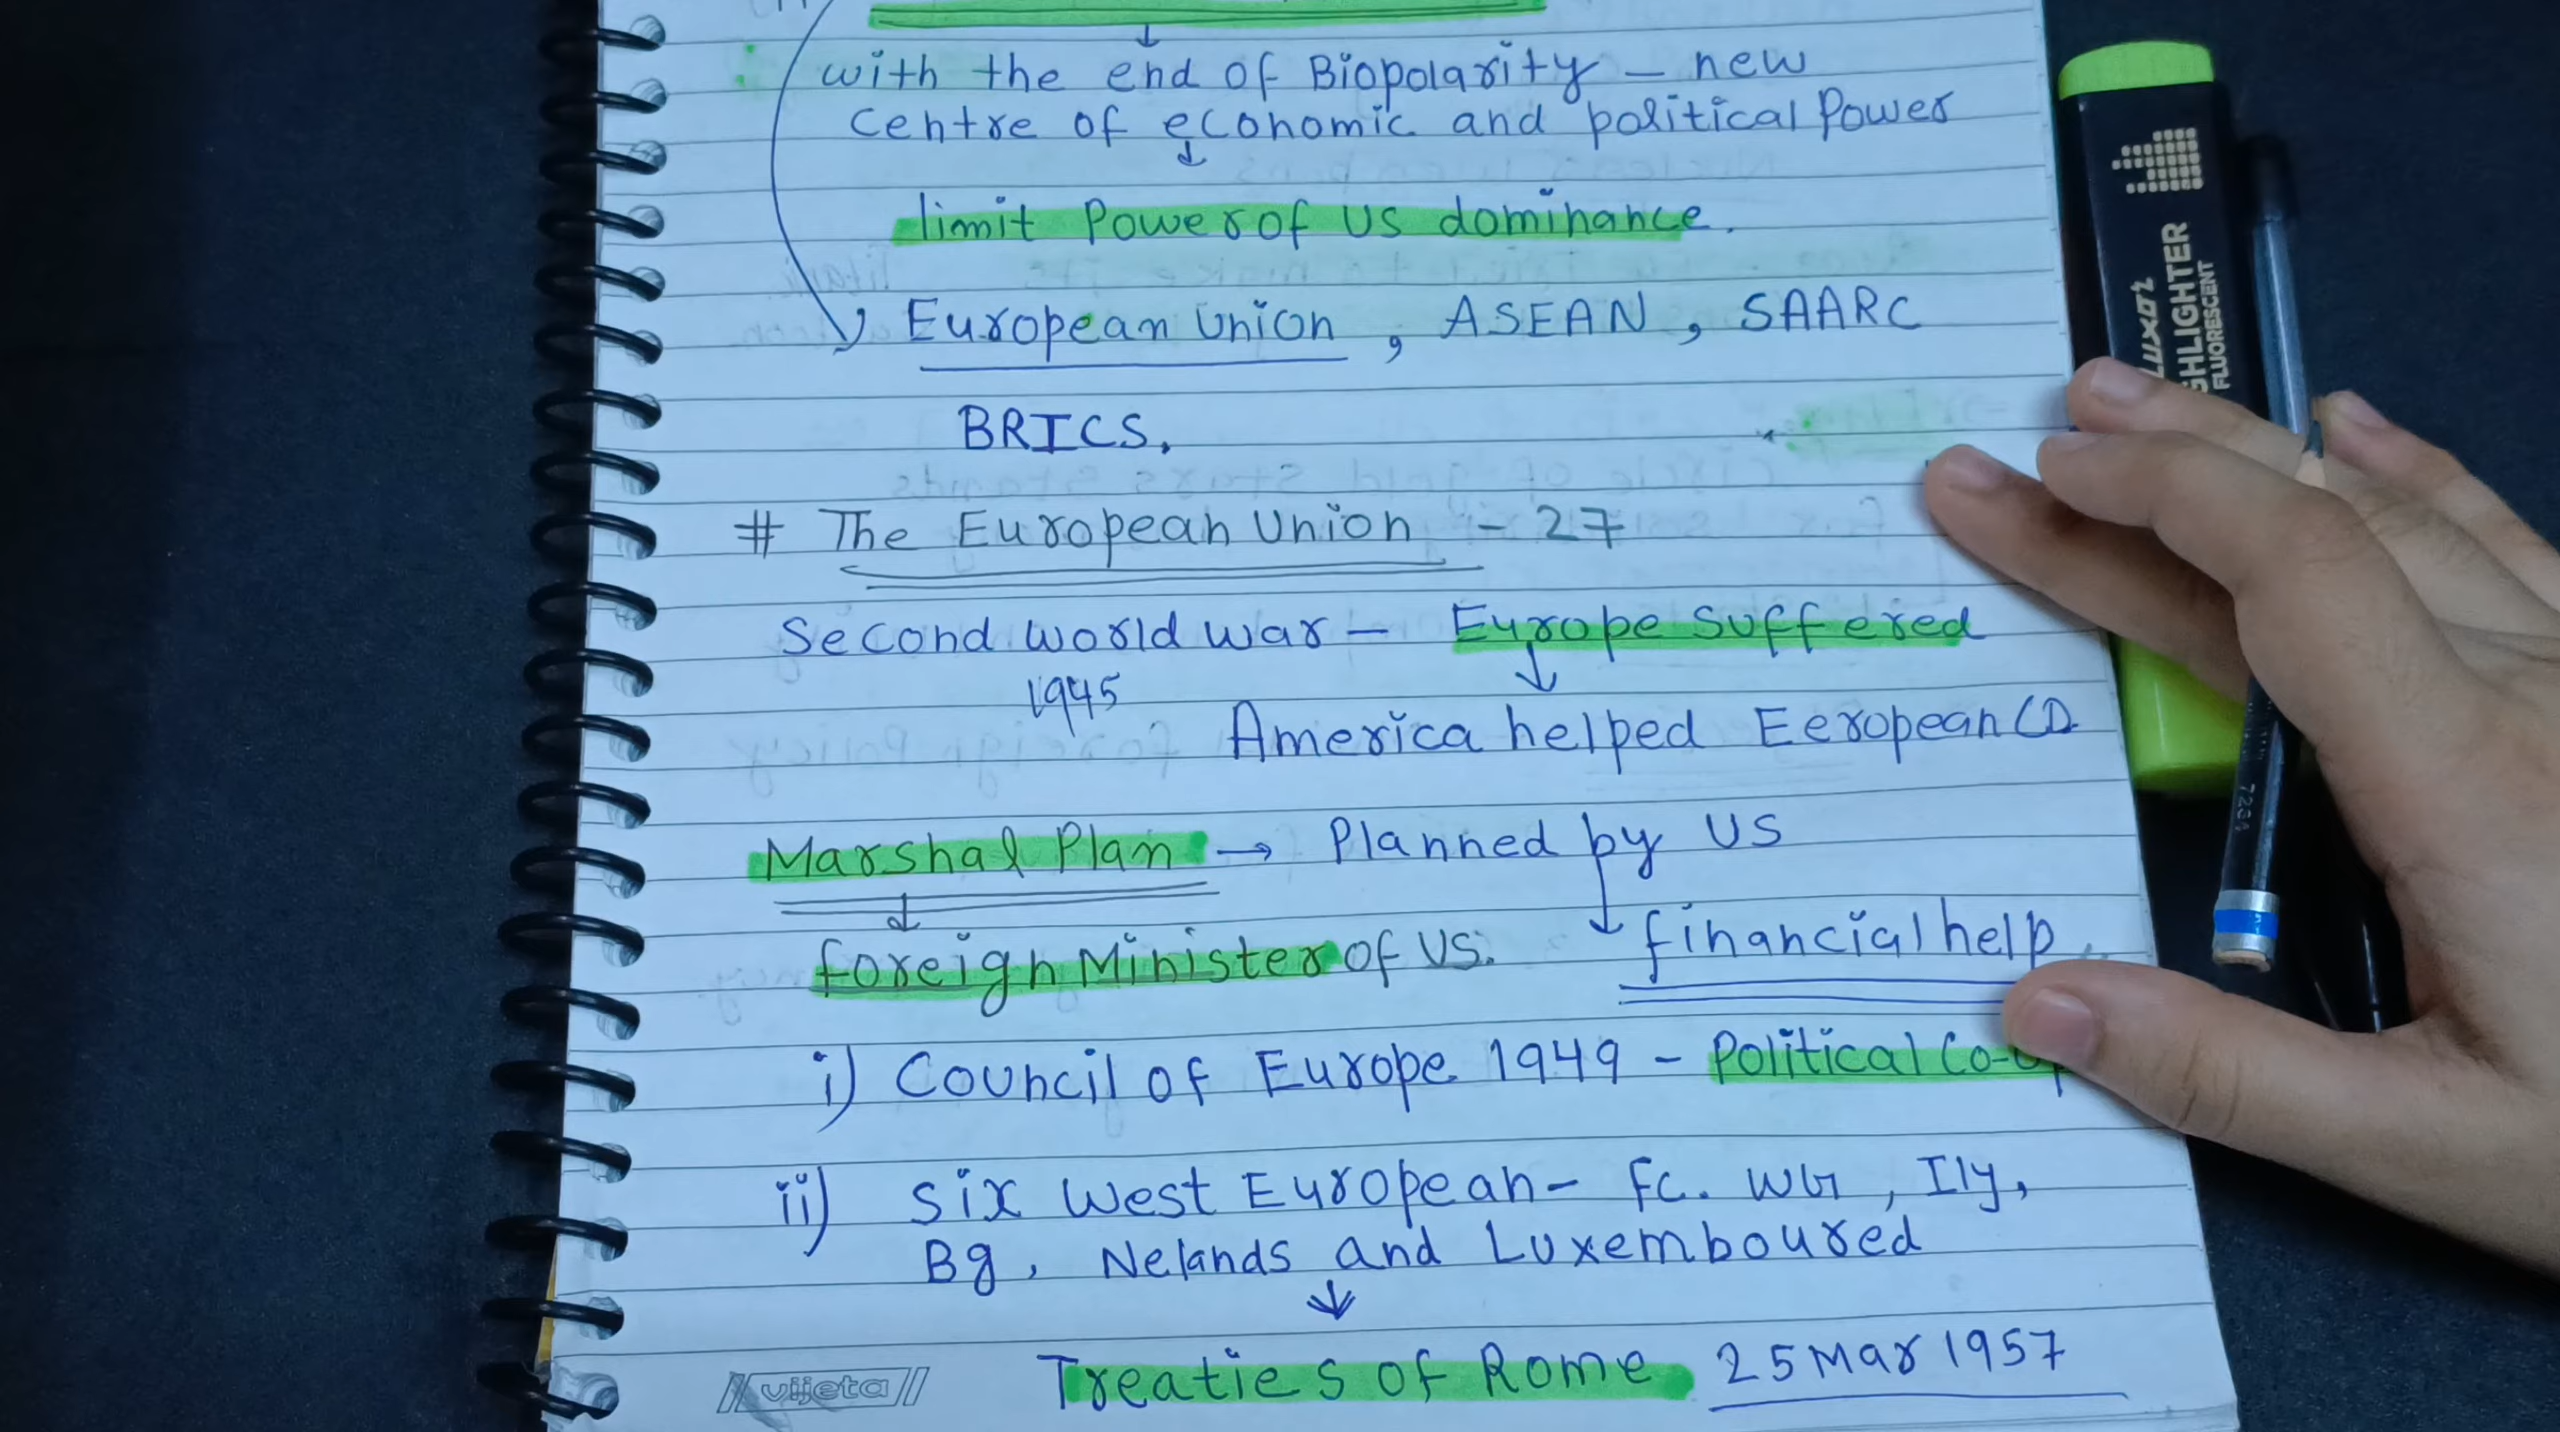 ↓
with the end of Biopolarity – new
centre of economic and political Power
↓
limit Power of US dominance.
European Union, ASEAN, SAARC
BRICS,
# The European Union – 27
Second world war – Europe Suffered
1945 ↓
America helped Eeropean
Marshal Plan → Planned by US
↓ ↓
foreign Minister of US. financial help
i) Council of Europe 1949 – Political Co-op
ii) Six West European – Fc. WG, Ily,
Bg, Nelands and Luxemboured
↓
Treaties of Rome 25 Mar 1957
vijeta
LUXOR
GHLIGHTER
FLUORESCENT